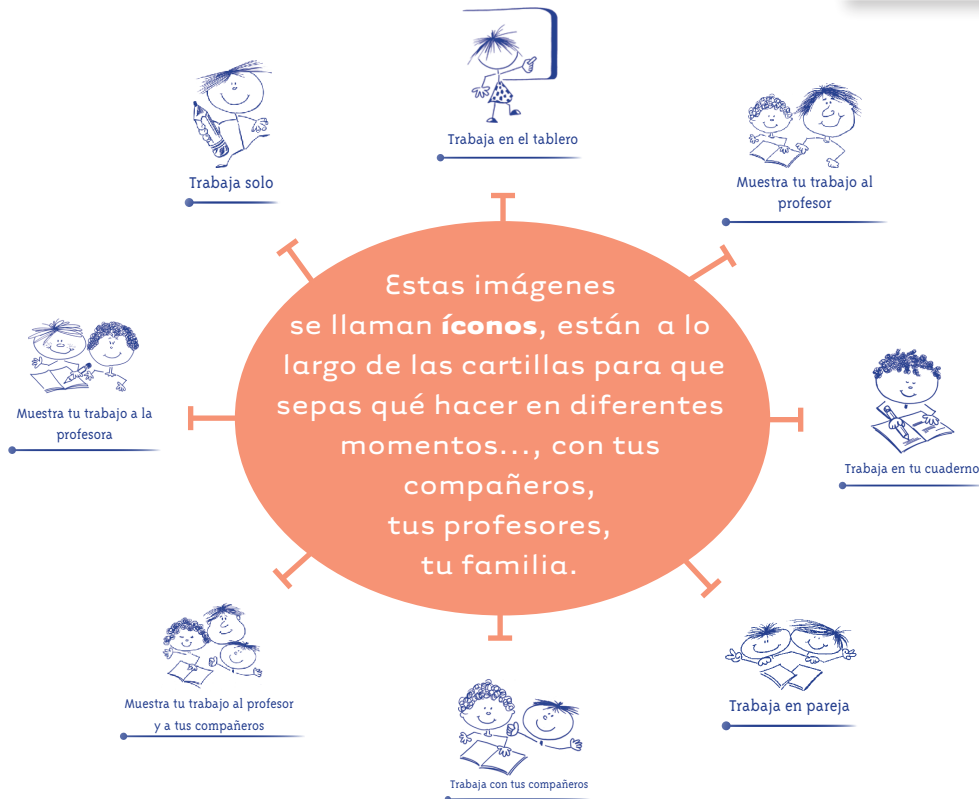 Trabaja en el tablero
Trabaja solo
Muestra tu trabajo al
profesor
Estas imágenes
se llaman íconos, están a lo
largo de las cartillas para que
sepas qué hacer en diferentes
momentos..., con tus
compañeros,
tus profesores,
tu familia.
Muestra tu trabajo a la
profesora
Trabaja en tu cuaderno
Muestra tu trabajo al profesor
y a tus compañeros
Trabaja en pareja
Trabaja con tus compañeros